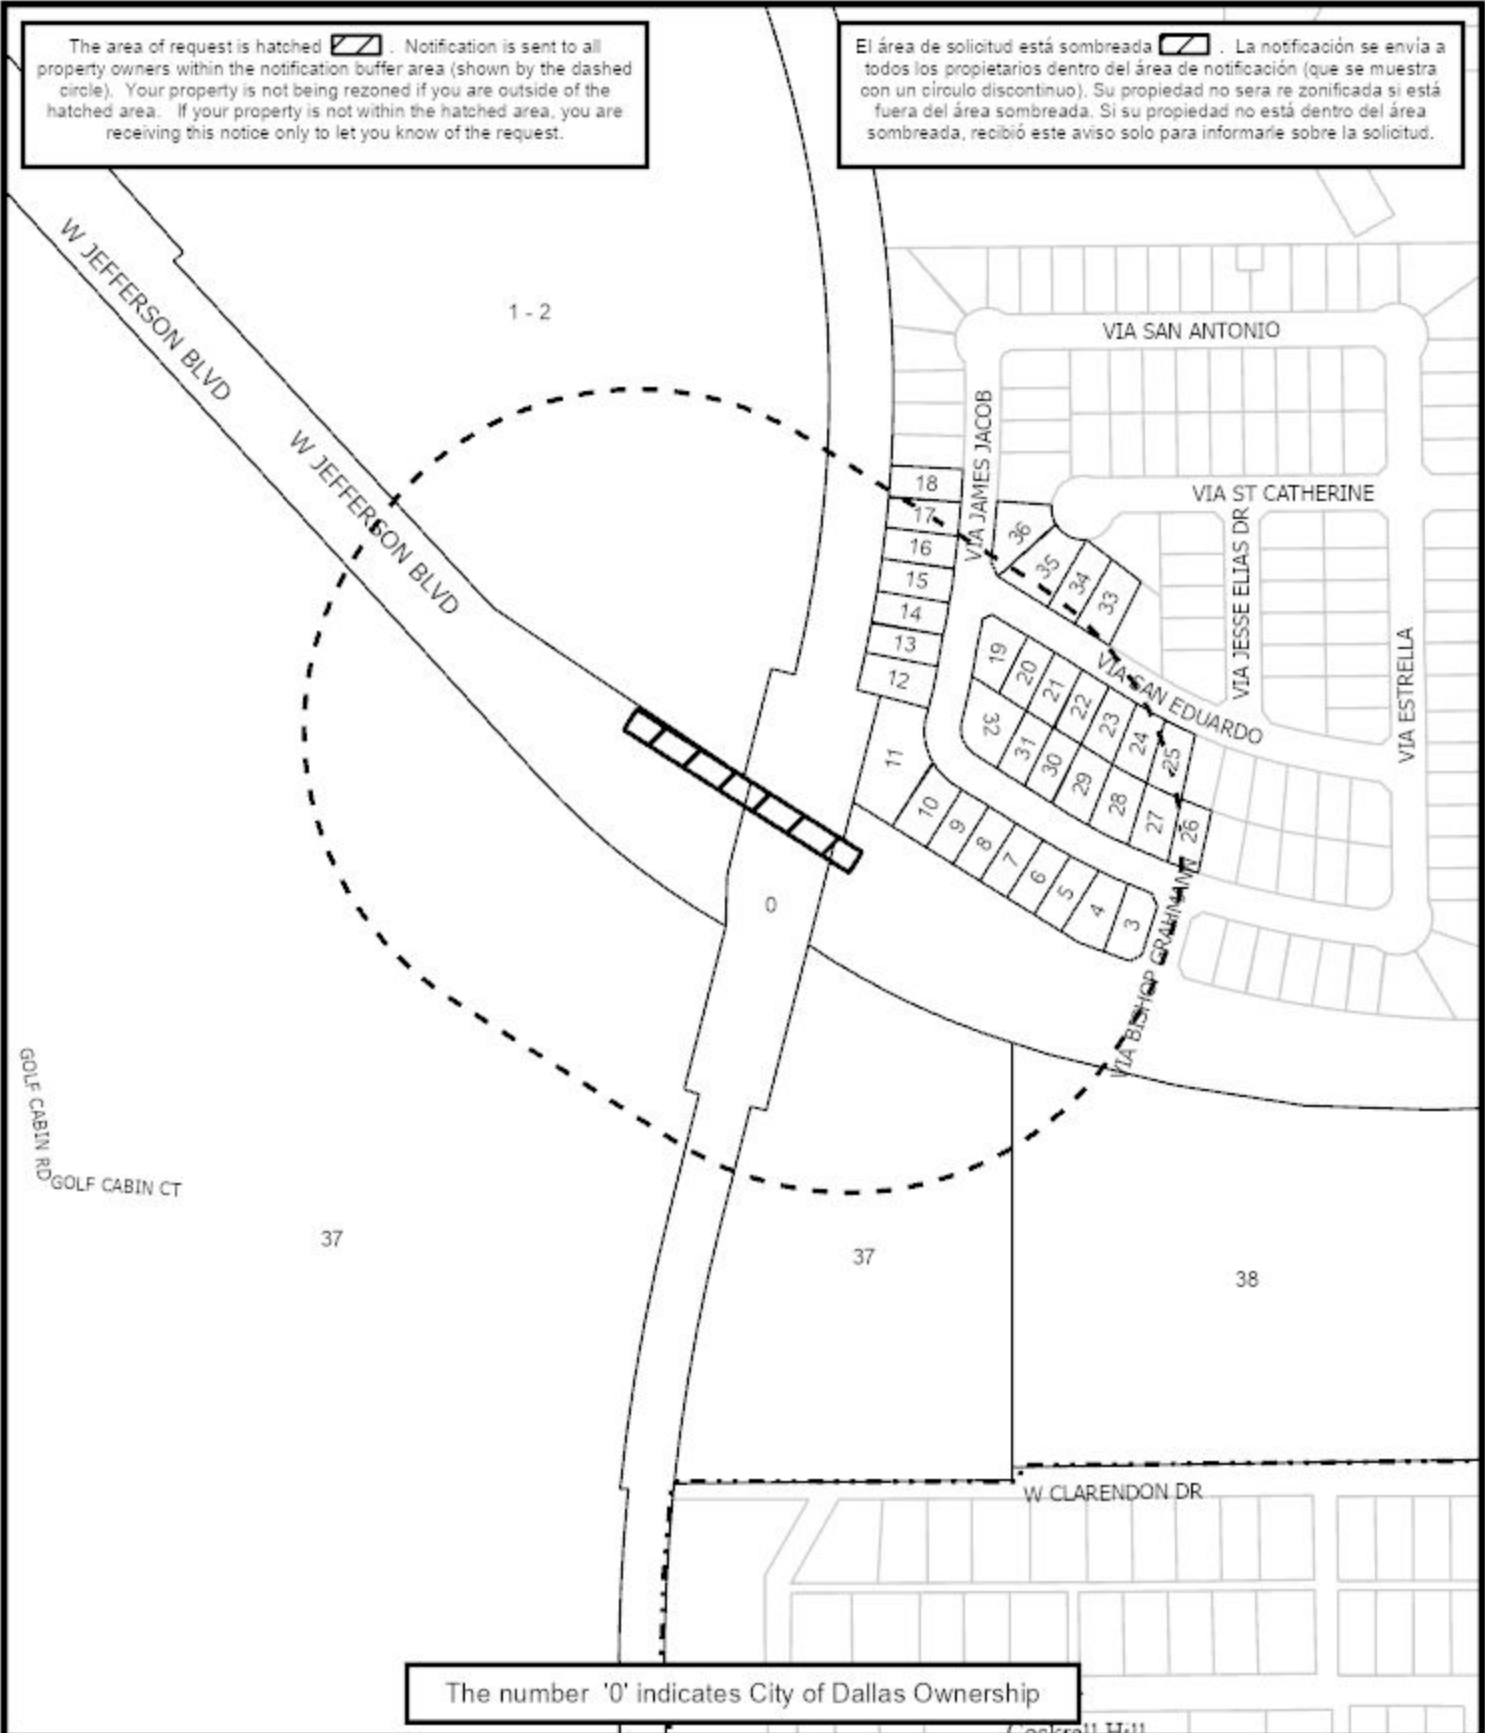 The area of request is hatched . Notification is sent to all
property owners within the notification buffer area (shown by the dashed
circle). Your property is not being rezoned if you are outside of the
hatched area. If your property is not within the hatched area, you are
receiving this notice only to let you know of the request.
El área de solicitud está sombreada . La notificación se envía a
todos los propietarios dentro del área de notificación (que se muestra
con un círculo discontinuo). Su propiedad no sera re zonificada si está
fuera del área sombreada. Si su propiedad no está dentro del área
sombreada, recibió este aviso solo para informarle sobre la solicitud.
W JEFFERSON BLVD
W JEFFERSON BLVD
1 - 2
VIA SAN ANTONIO
VIA JAMES JACOB
VIA ST CATHERINE
VIA JESSE ELIAS DR
VIA ESTRELLA
VIA SAN EDUARDO
VIA BISHOP GRAHMANN
18
17
16
15
14
13
12
11
10
9
8
7
6
5
4
3
36
35
34
33
19
20
21
22
23
24
25
32
31
30
29
28
27
26
0
GOLF CABIN RD
GOLF CABIN CT
37
37
38
W CLARENDON DR
The number '0' indicates City of Dallas Ownership
Cockrell Hill